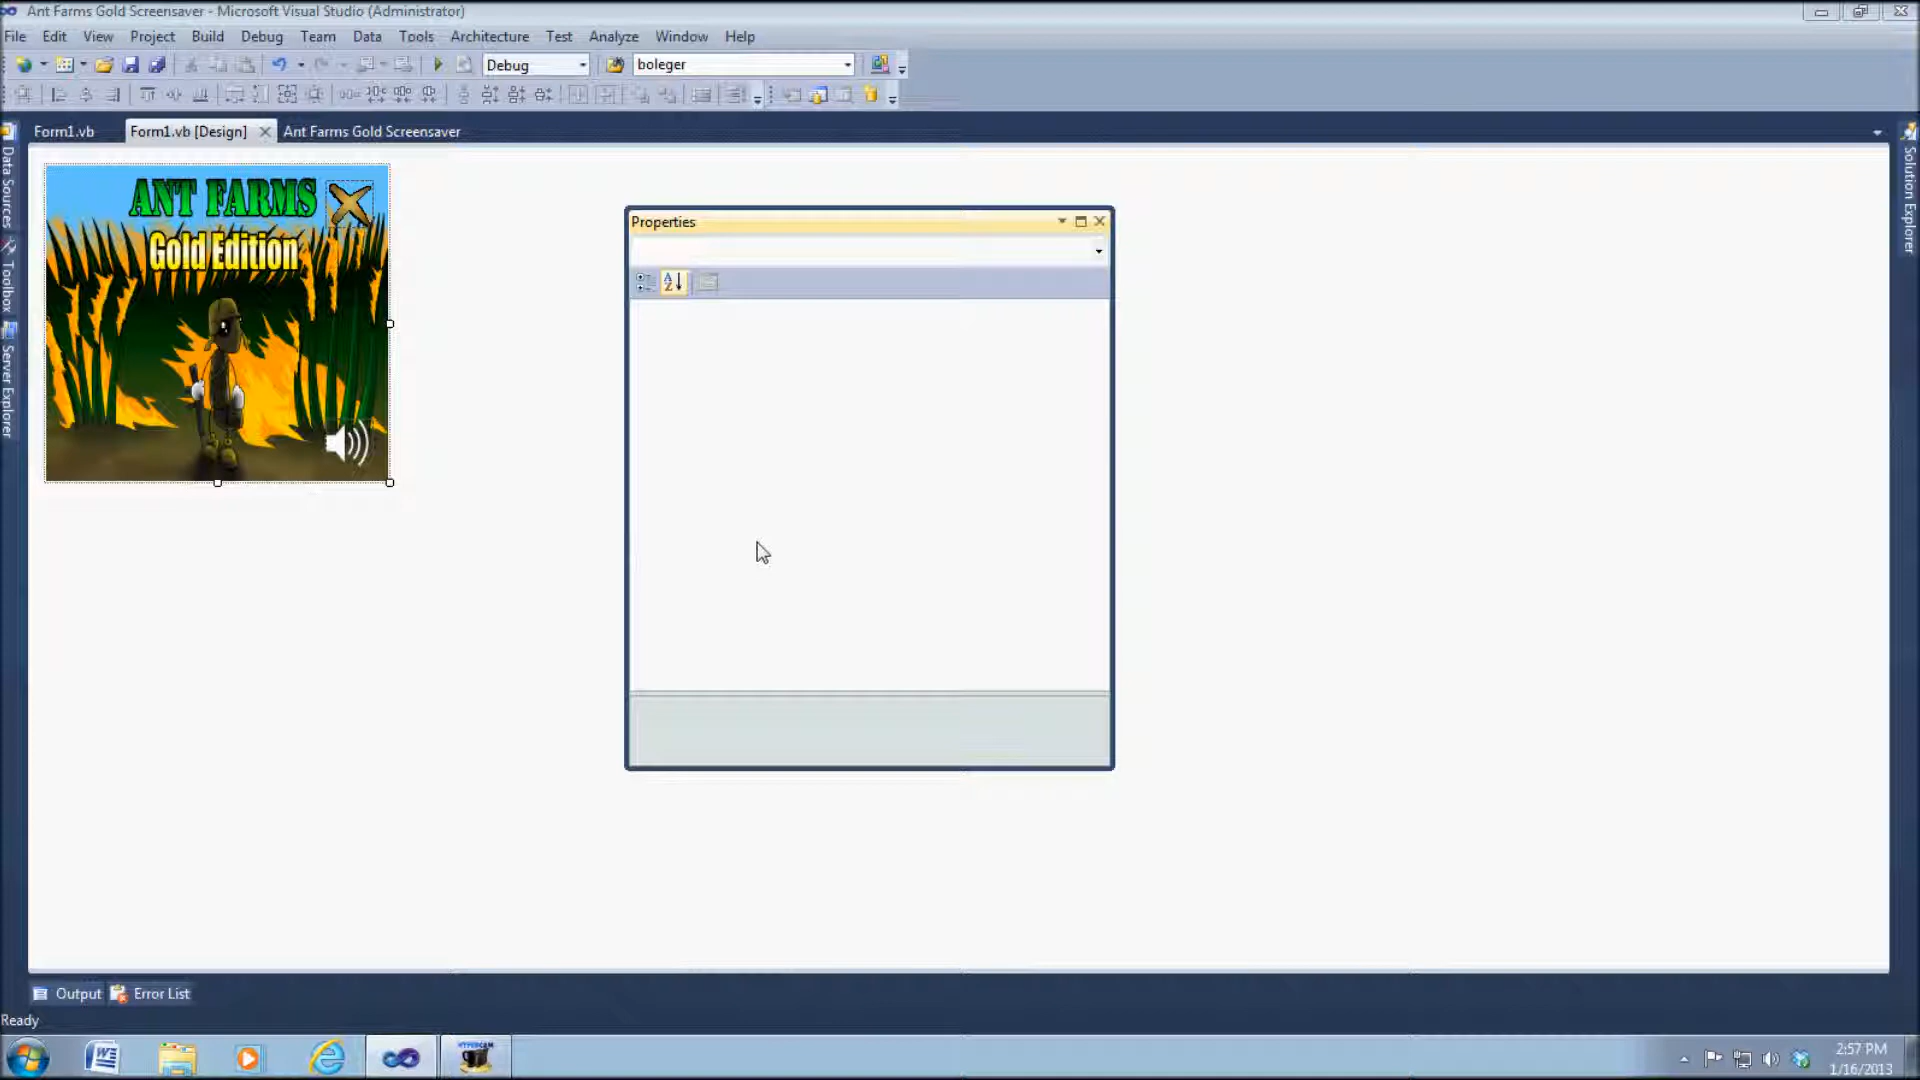 Ant Farms Gold Screensaver - Microsoft Visual Studio (Administrator)
File Edit View Project Build Debug Team Data Tools Architecture Test Analyze Window Help
Debug boleger
Form1.vb Form1.vb [Design] Ant Farms Gold Screensaver
Data Sources
Toolbox
Server Explorer
ANT FARMS
Gold Edition
Properties
A
Z
Solution Explorer
Output Error List
Ready
W
HYPERCAM
2:57 PM
1/16/2013